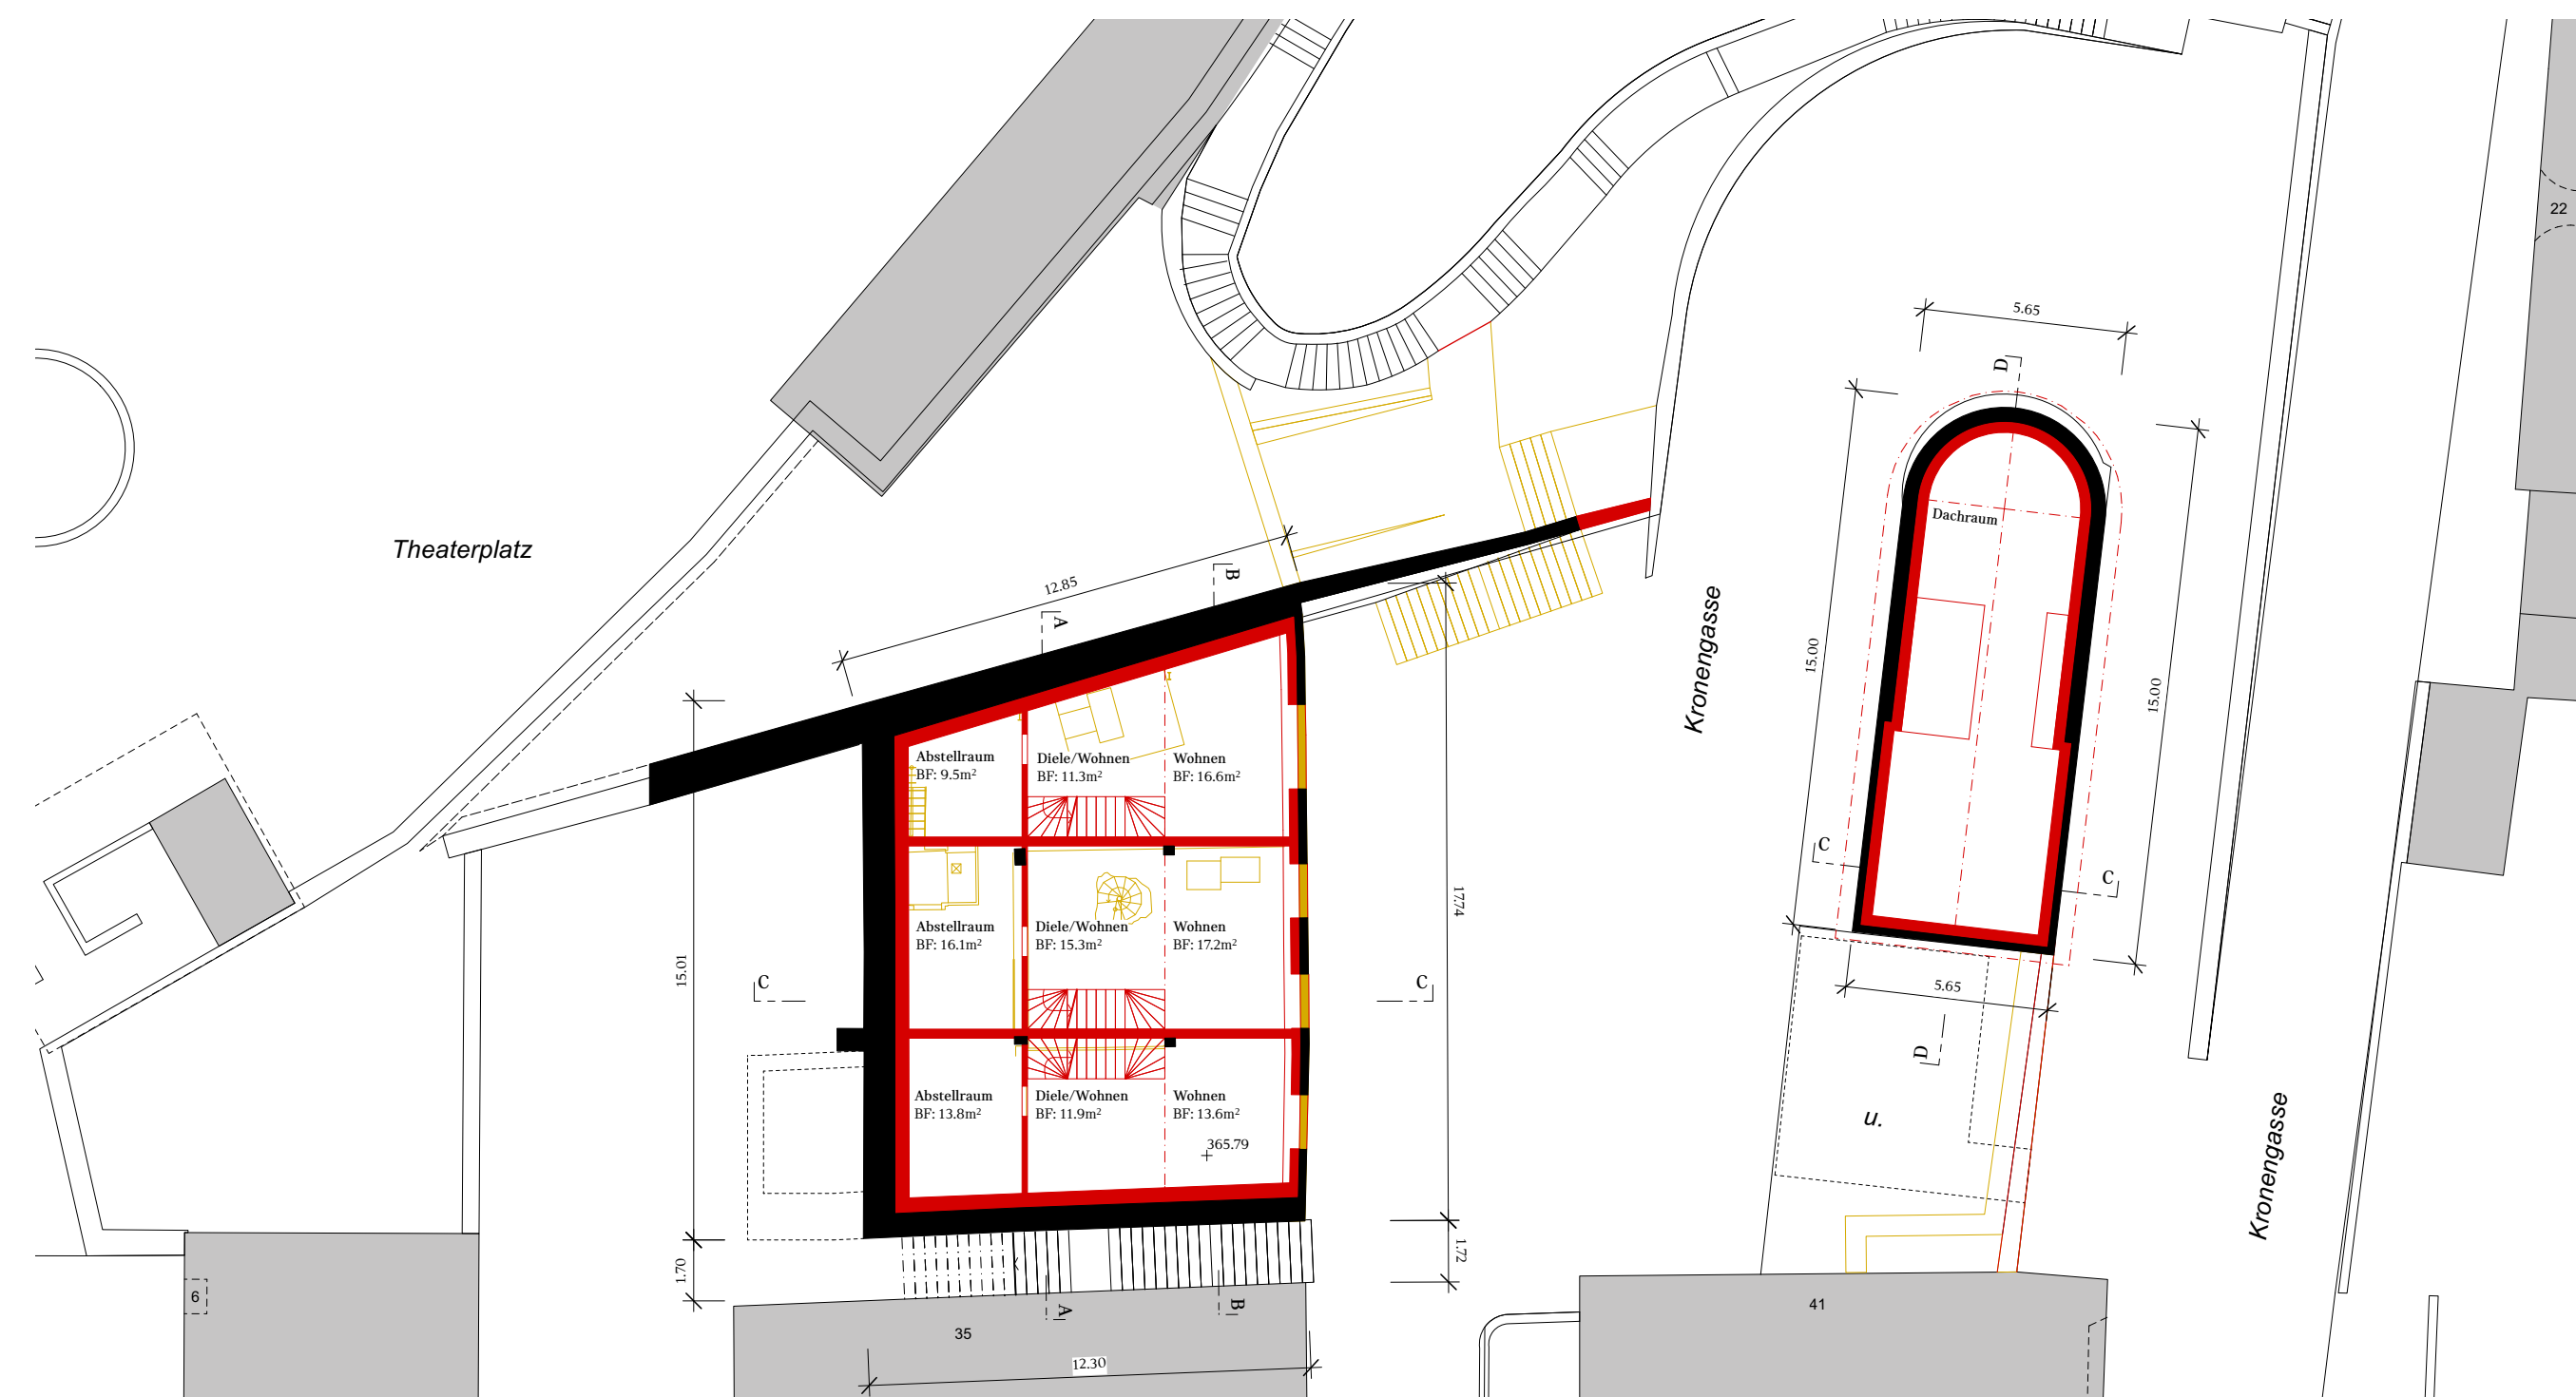 22
5.65
D
Theaterplatz
Dachraum
12.85
B
A
Kronengasse
15.00
15.00
Abstellraum
BF: 9.5m²
Diele/Wohnen
BF: 11.3m²
Wohnen
BF: 16.6m²
C
C
17.74
Abstellraum
BF: 16.1m²
Diele/Wohnen
BF: 15.3m²
Wohnen
BF: 17.2m²
15.01
C
C
5.65
D
Abstellraum
BF: 13.8m²
Diele/Wohnen
BF: 11.9m²
Wohnen
BF: 13.6m²
365.79
u.
Kronengasse
1.70
1.72
6
A
B
35
41
12.30